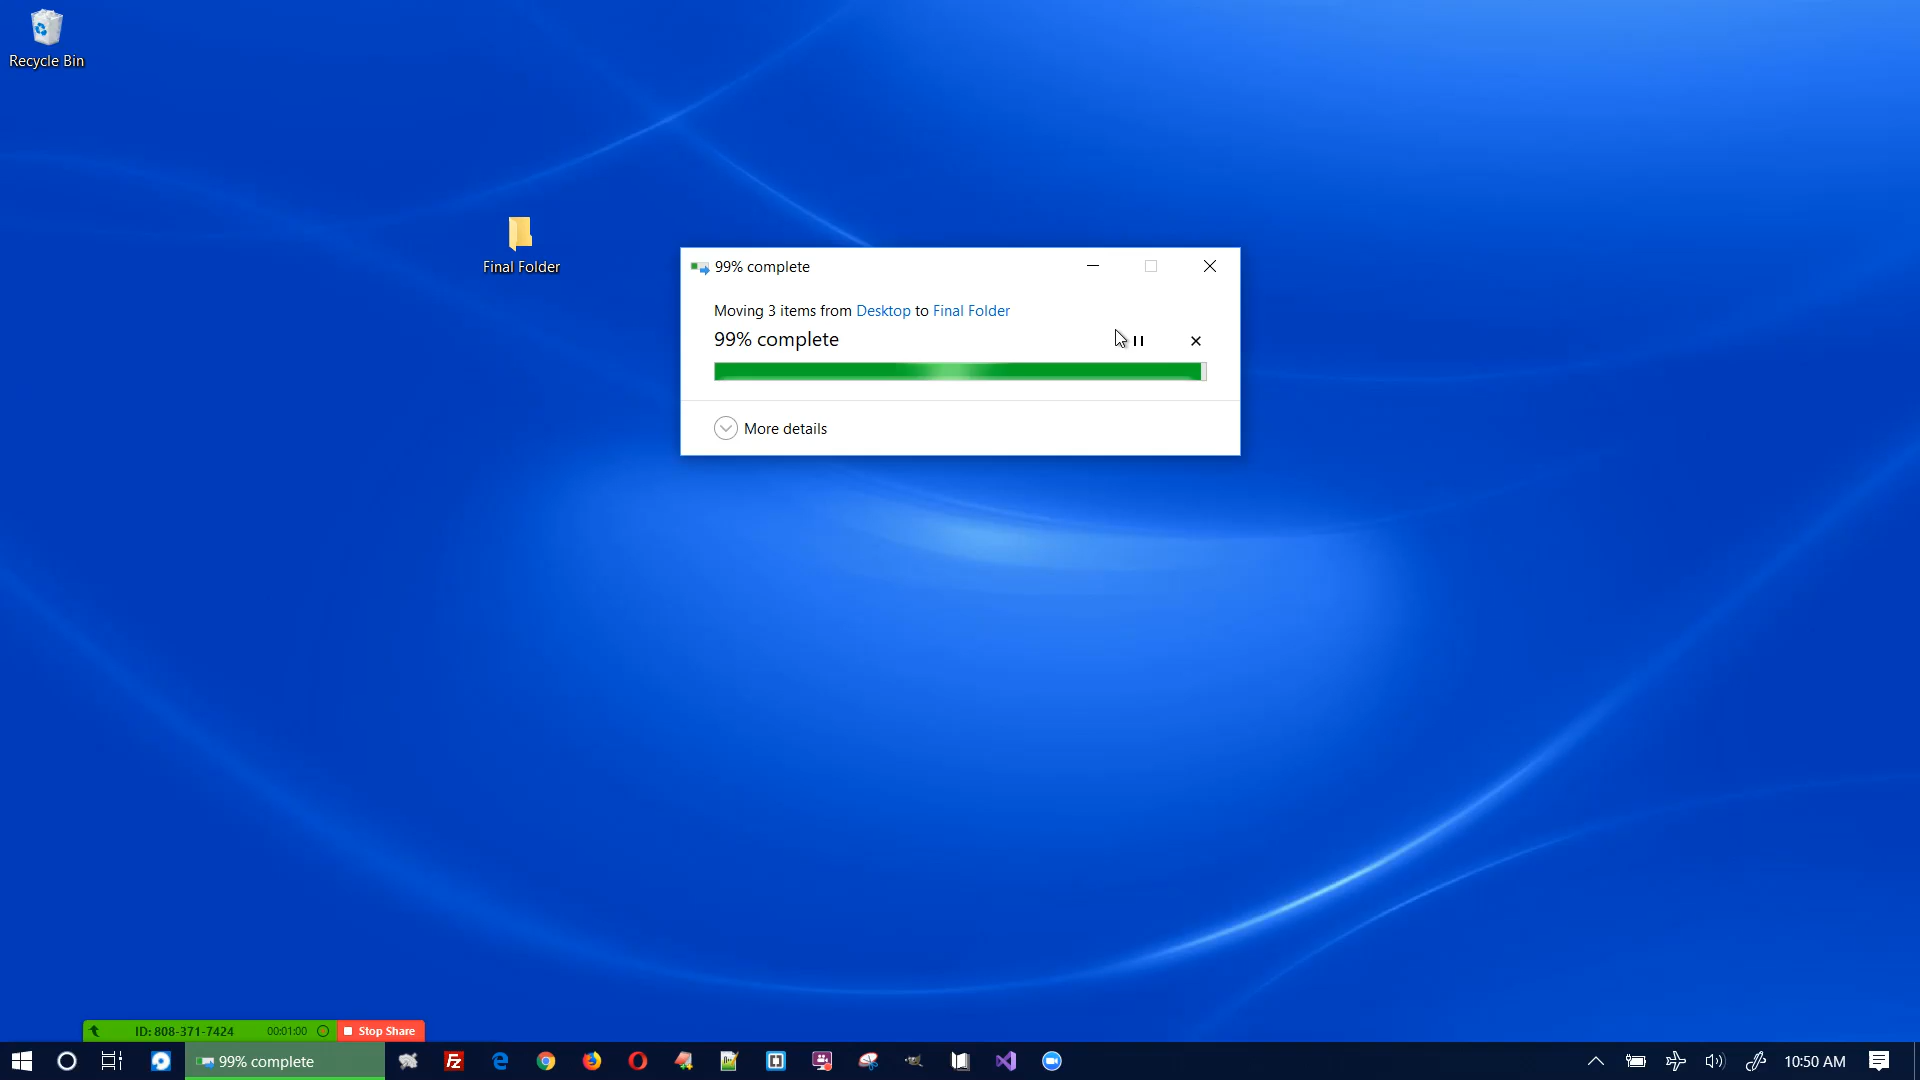 Recycle Bin
Final Folder
99% complete
Moving 3 items from Desktop to Final Folder
99% complete
More details
ID: 808-371-7424 00:01:00 Stop Share
99% complete
10:50 AM